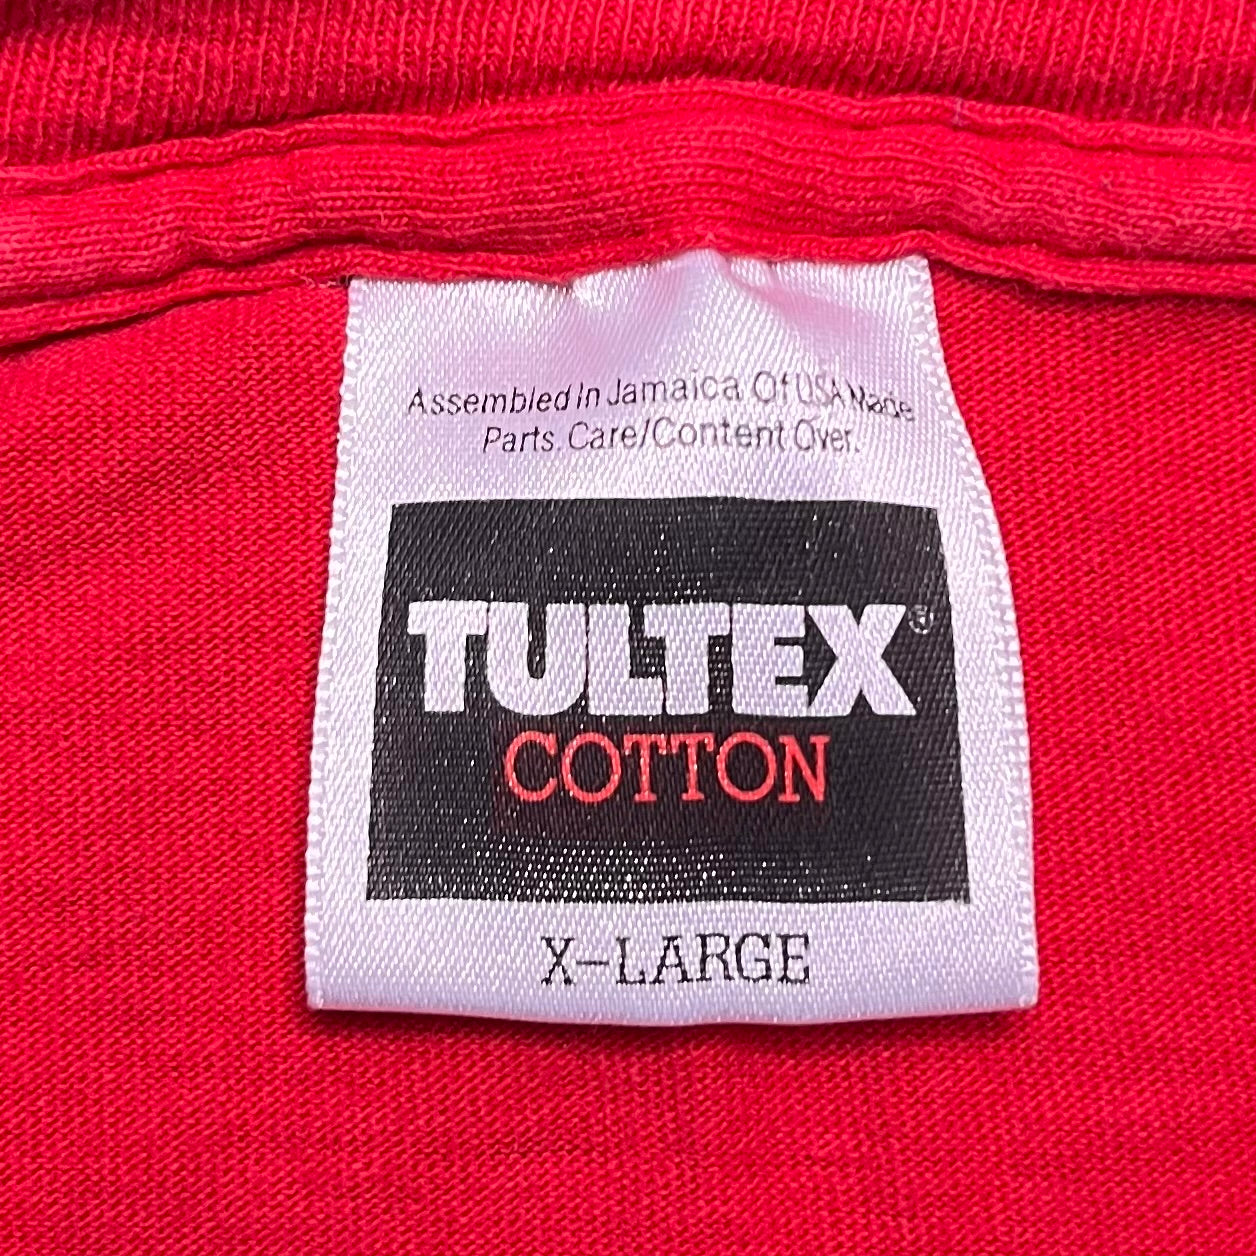 Assembled In Jamaica Of USA Made
Parts. Care/Content Over.
TULTEX®
COTTON
X-LARGE